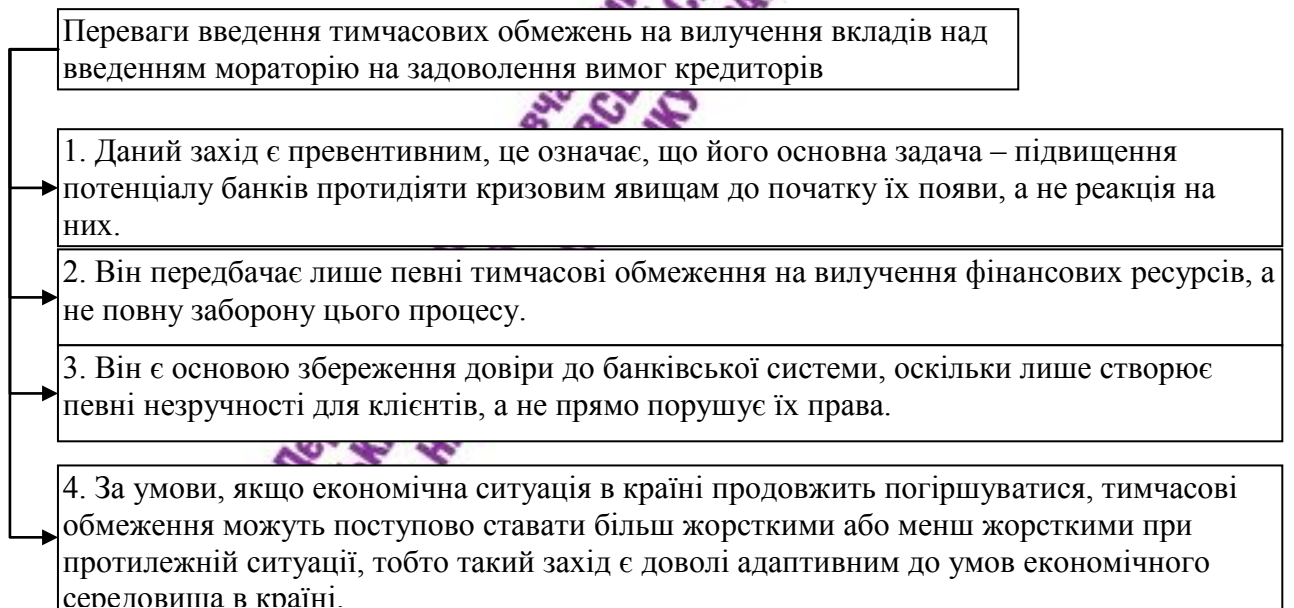 Переваги введення тимчасових обмежень на вилучення вкладів над
введенням мораторію на задоволення вимог кредиторів
1. Даний захід є превентивним, це означає, що його основна задача – підвищення
потенціалу банків протидіяти кризовим явищам до початку їх появи, а не реакція на
них.
2. Він передбачає лише певні тимчасові обмеження на вилучення фінансових ресурсів, а
не повну заборону цього процесу.
3. Він є основою збереження довіри до банківської системи, оскільки лише створює
певні незручності для клієнтів, а не прямо порушує їх права.
4. За умови, якщо економічна ситуація в країні продовжить погіршуватися, тимчасові
обмеження можуть поступово ставати більш жорсткими або менш жорсткими при
протилежній ситуації, тобто такий захід є доволі адаптивним до умов економічного
середовища в країні.